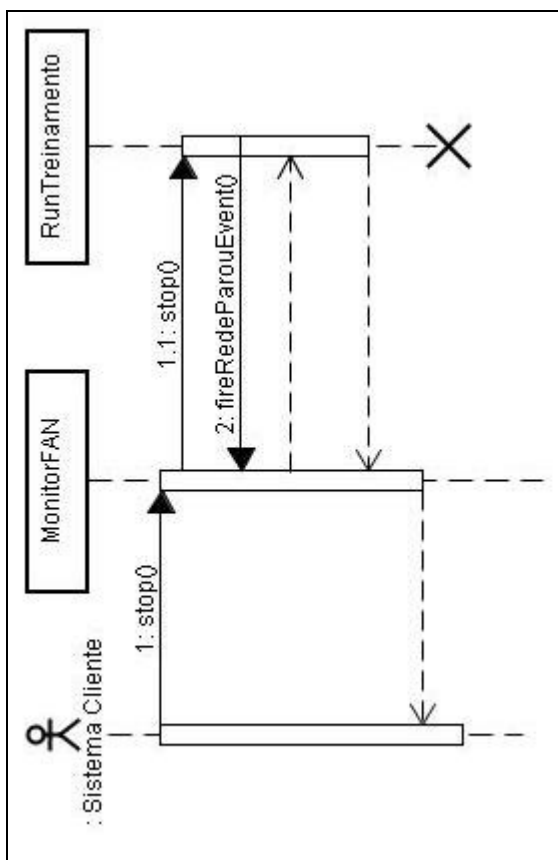 : Sistema Cliente
MonitorFAN
RunTreinamento
1: stop()
1.1: stop()
2: fireRedeParouEvent()